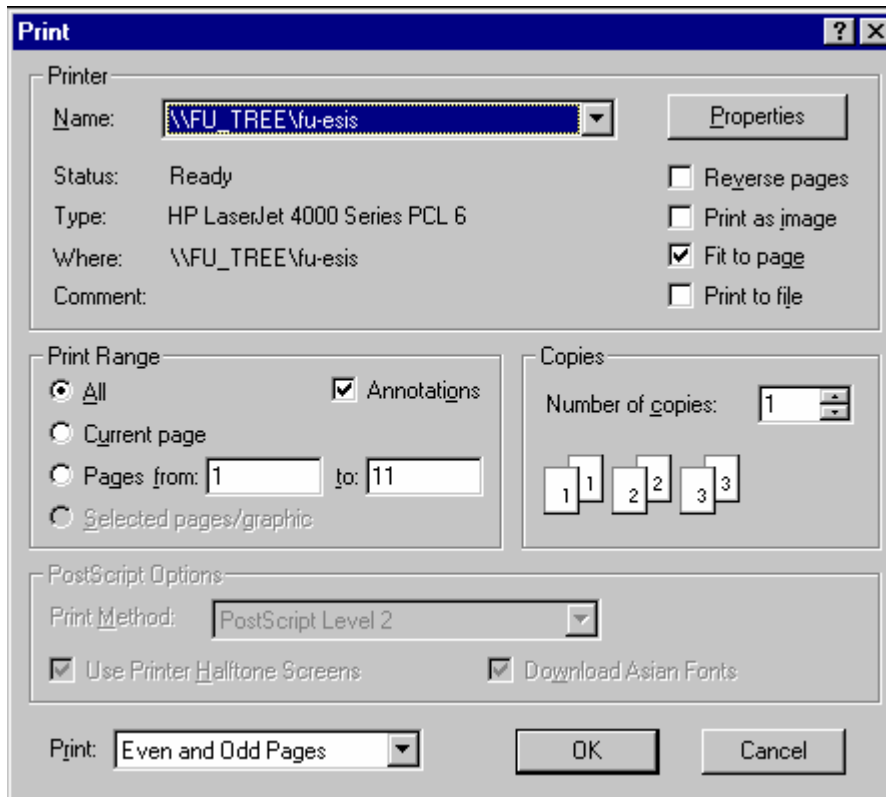 Print
Printer
Name: \\FU_TREE\fu-esis Properties
Status: Ready Reverse pages
Type: HP LaserJet 4000 Series PCL 6 Print as image
Where: \\FU_TREE\fu-esis Fit to page
Comment: Print to file
Print Range Copies
All Annotations Number of copies: 1
Current page
Pages from: 1 to: 11 1 1 2 2 3 3
Selected pages/graphic
PostScript Options
Print Method: PostScript Level 2
Use Printer Halftone Screens Download Asian Fonts
Print: Even and Odd Pages OK Cancel